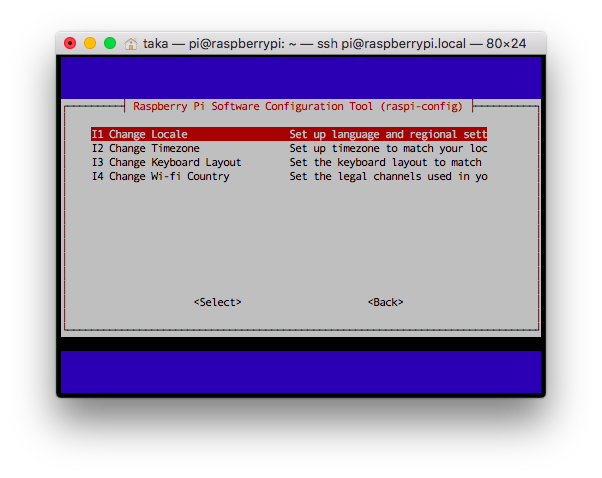 taka — pi@raspberrypi: ~ — ssh pi@raspberrypi.local — 80×24
Raspberry Pi Software Configuration Tool (raspi-config)
I1 Change Locale Set up language and regional sett
I2 Change Timezone Set up timezone to match your loc
I3 Change Keyboard Layout Set the keyboard layout to match
I4 Change Wi-fi Country Set the legal channels used in yo
<Select> <Back>